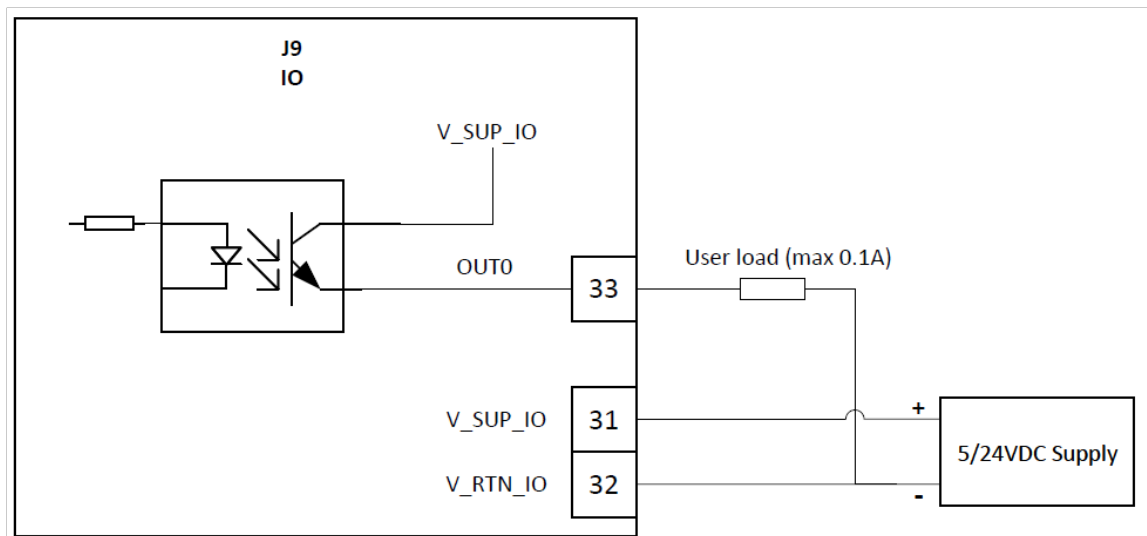 J9
IO
V_SUP_IO
OUT0
33
User load (max 0.1A)
V_SUP_IO
31
+
5/24VDC Supply
V_RTN_IO
32
-